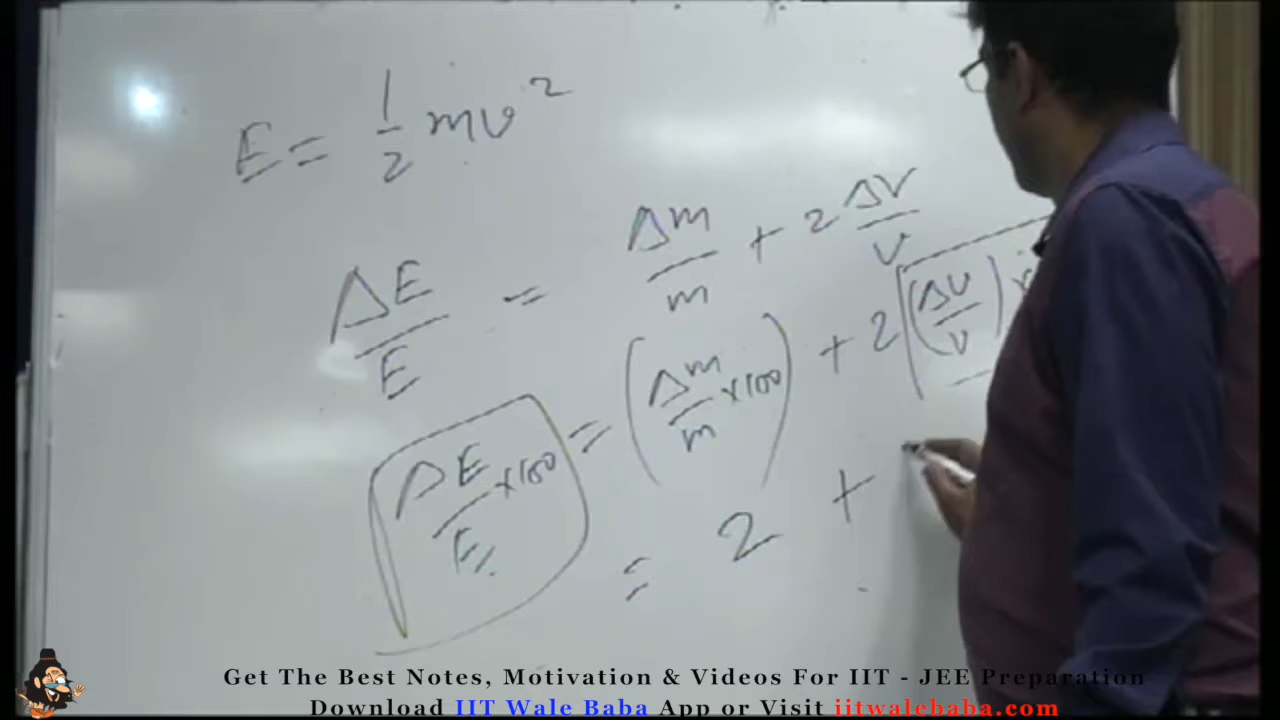 E = 1/2 mv²
ΔE/E = Δm/m + 2 Δv/v
ΔE/E ×100 = (Δm/m ×100) + 2 (Δv/v)
= 2 +
Get The Best Notes, Motivation & Videos For IIT - JEE Preparation
Download IIT Wale Baba App or Visit iitwalebaba.com